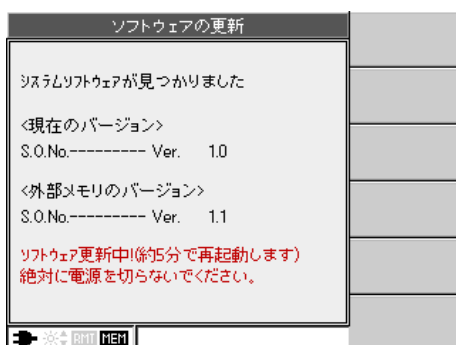 ソフトウェアの更新
ｼｽﾃﾑｿﾌﾄｳｪｱが見つかりました
<現在のバージョン>
S.O.No.--------- Ver. 1.0
<外部メモリのバージョン>
S.O.No.--------- Ver. 1.1
ｿﾌﾄｳｪｱ更新中!(約5分で再起動します)
絶対に電源を切らないでください。
RMT MEM